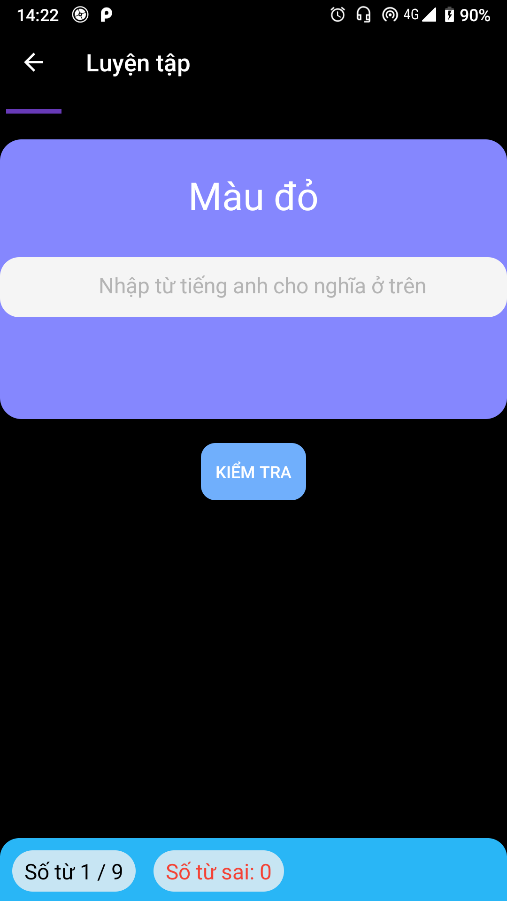 14:22 4G 90%
Luyện tập
Màu đỏ
Nhập từ tiếng anh cho nghĩa ở trên
KIỂM TRA
Số từ 1 / 9 Số từ sai: 0